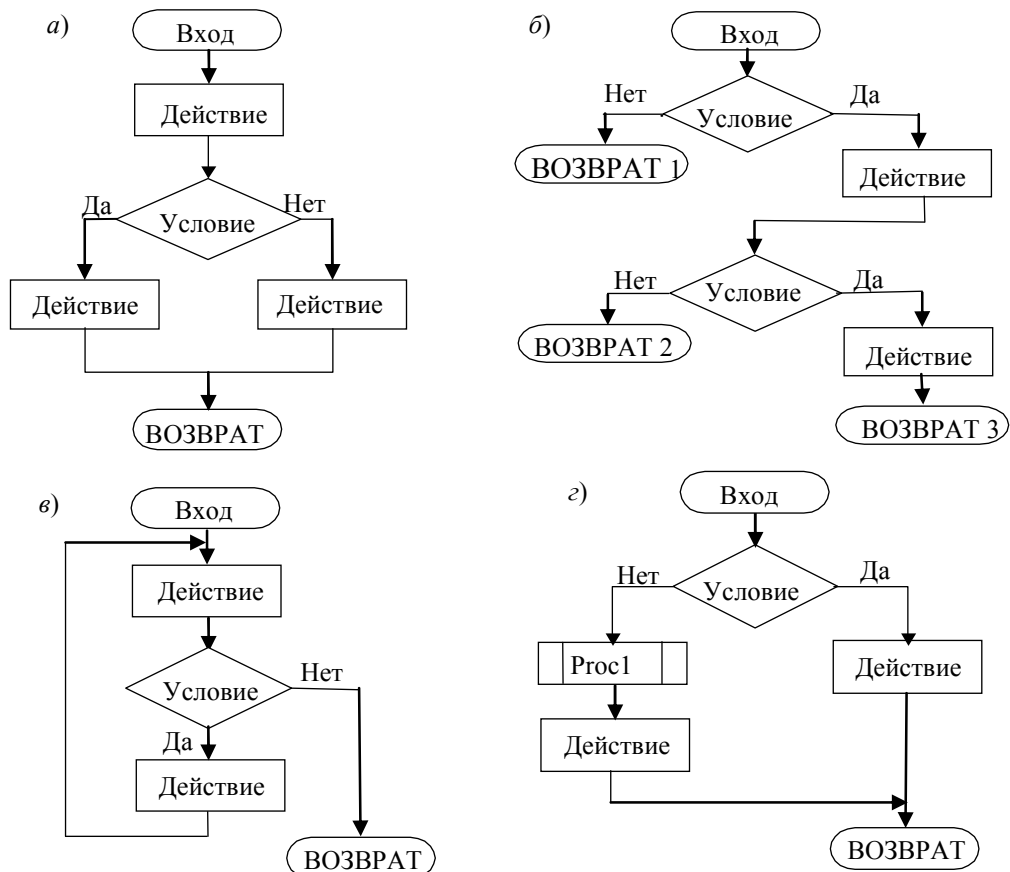 а)
Вход
Действие
Да
Условие
Нет
Действие
Действие
ВОЗВРАТ
б)
Вход
Нет
Условие
Да
ВОЗВРАТ 1
Действие
Нет
Условие
Да
ВОЗВРАТ 2
Действие
ВОЗВРАТ 3
в)
Вход
Действие
Условие
Нет
Да
Действие
ВОЗВРАТ
г)
Вход
Нет
Условие
Да
Proc1
Действие
Действие
ВОЗВРАТ